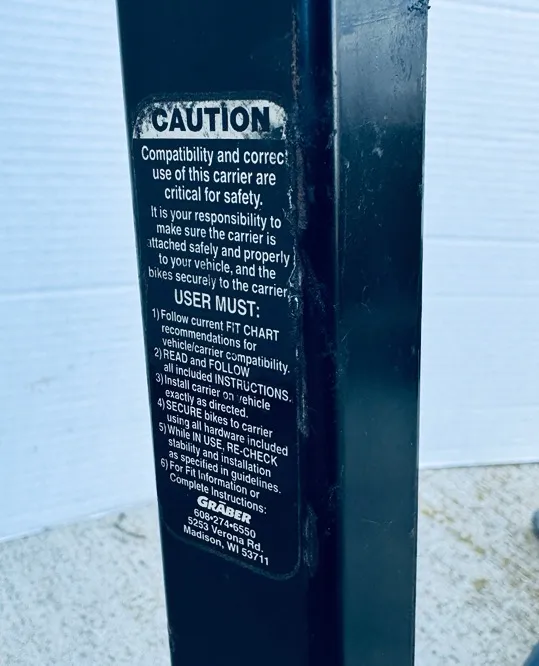 CAUTION
Compatibility and correc
use of this carrier are
critical for safety.
It is your responsibility to
make sure the carrier is
attached safely and properly
to your vehicle, and the
bikes securely to the carrier.
USER MUST:
1) Follow current FIT CHART
recommendations for
vehicle/carrier compatibility.
2) READ and FOLLOW
all included INSTRUCTIONS.
3) Install carrier on vehicle
exactly as directed.
4) SECURE bikes to carrier
using all hardware included
5) While IN USE, RE-CHECK
stability and installation
as specified in guidelines.
6) For Fit Information or
Complete Instructions:
GRABER
608•274•6550
5253 Verona Rd.
Madison, WI 53711